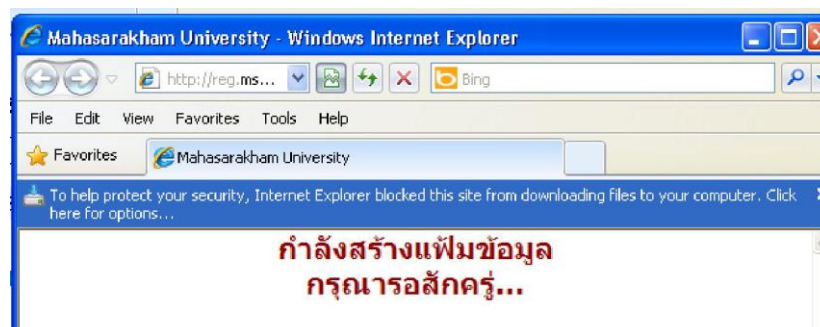 Mahasarakham University - Windows Internet Explorer
http://reg.ms... Bing
File Edit View Favorites Tools Help
Favorites Mahasarakham University
To help protect your security, Internet Explorer blocked this site from downloading files to your computer. Click
here for options...
กำลังสร้างแฟ้มข้อมูล
กรุณารอสักครู่...